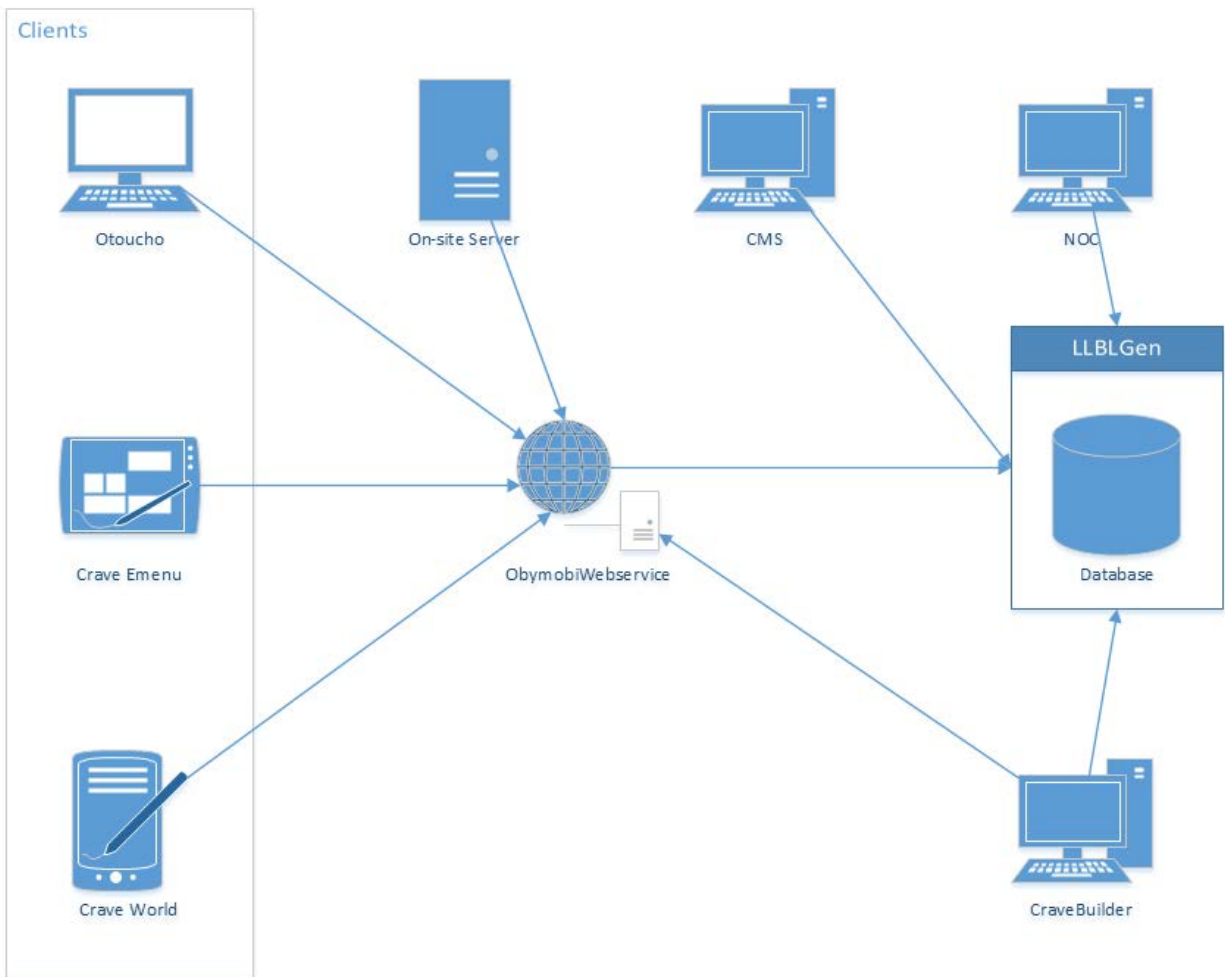 Clients
Otoucho
On-site Server
CMS
NOC
LLBLGen
Crave Emenu
ObymobiWebservice
Database
Crave World
CraveBuilder